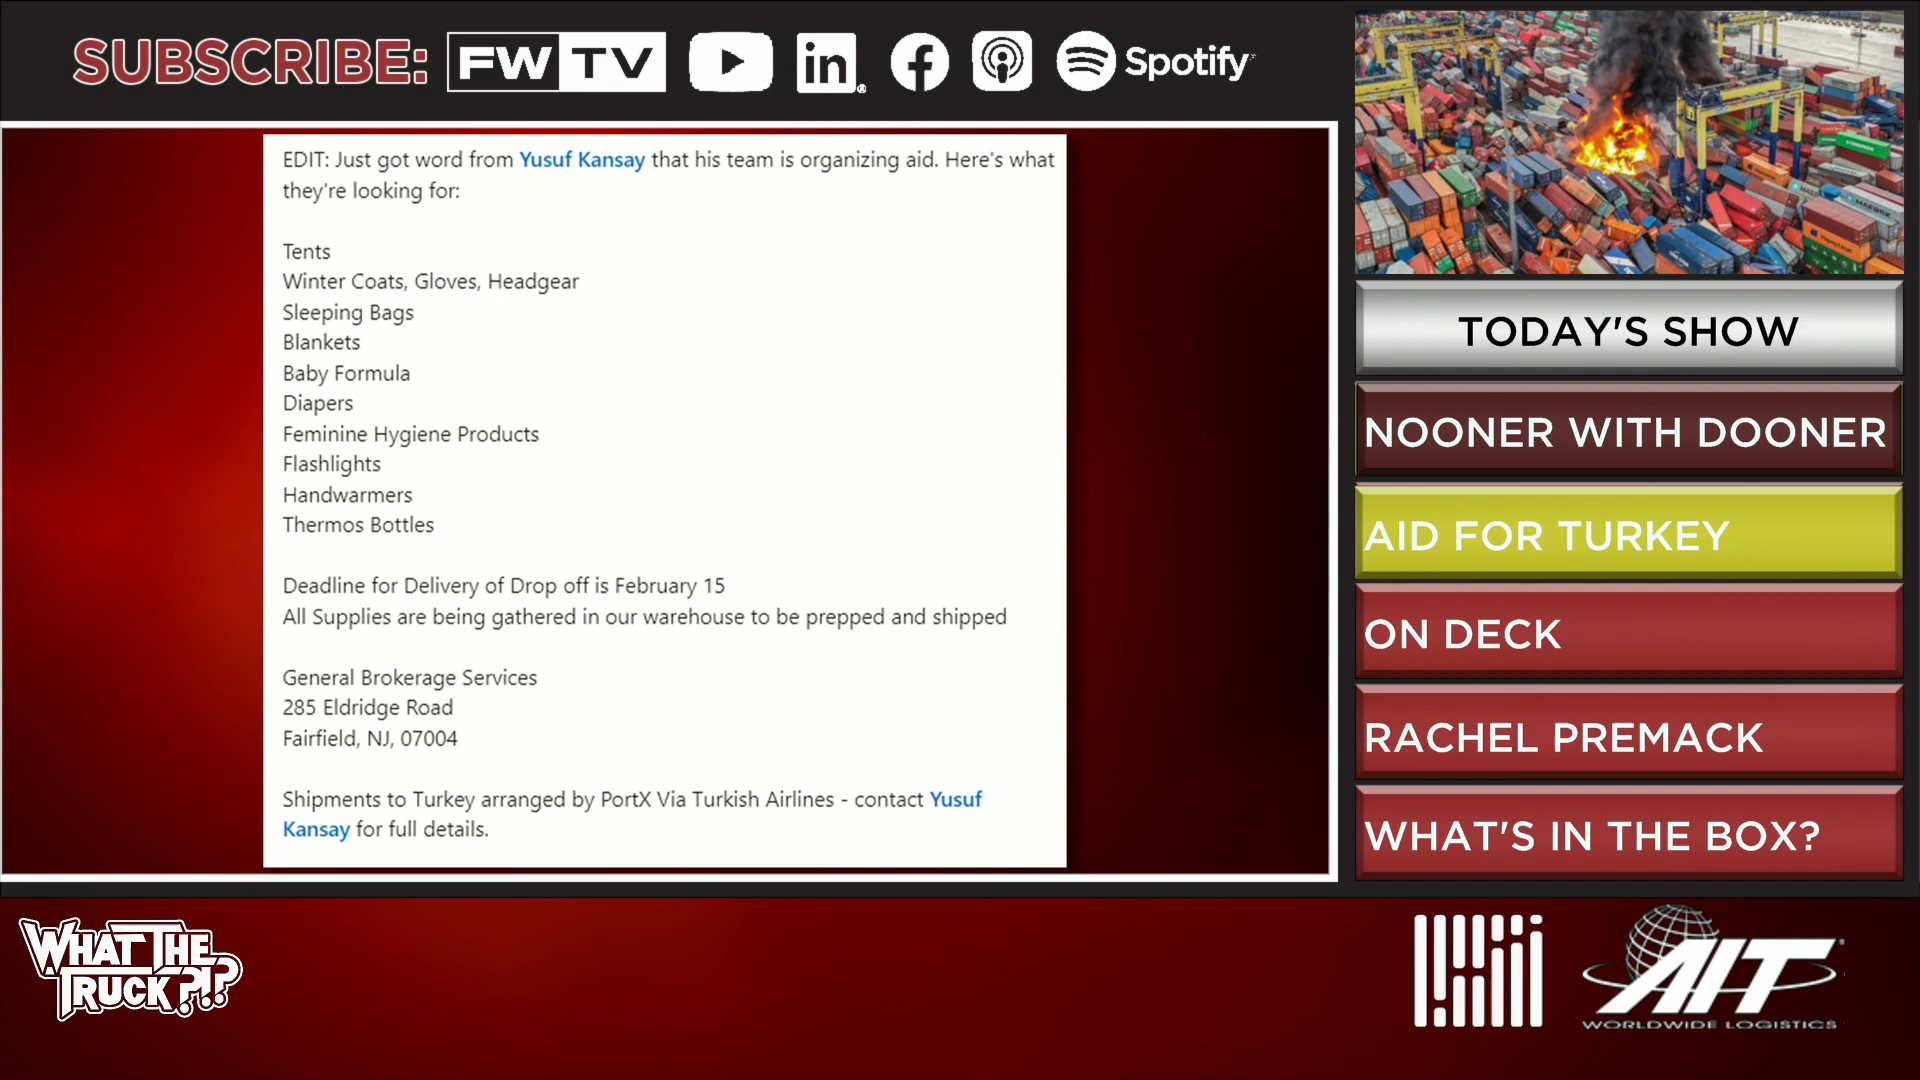 SUBSCRIBE: FW TV in Spotify
EDIT: Just got word from Yusuf Kansay that his team is organizing aid. Here's what
they're looking for:
Tents
Winter Coats, Gloves, Headgear
Sleeping Bags
Blankets
Baby Formula
Diapers
Feminine Hygiene Products
Flashlights
Handwarmers
Thermos Bottles
Deadline for Delivery of Drop off is February 15
All Supplies are being gathered in our warehouse to be prepped and shipped
General Brokerage Services
285 Eldridge Road
Fairfield, NJ, 07004
Shipments to Turkey arranged by PortX Via Turkish Airlines - contact Yusuf
Kansay for full details.
TODAY'S SHOW
NOONER WITH DOONER
AID FOR TURKEY
ON DECK
RACHEL PREMACK
WHAT'S IN THE BOX?
WHAT THE
TRUCK?!?
AIT
WORLDWIDE LOGISTICS